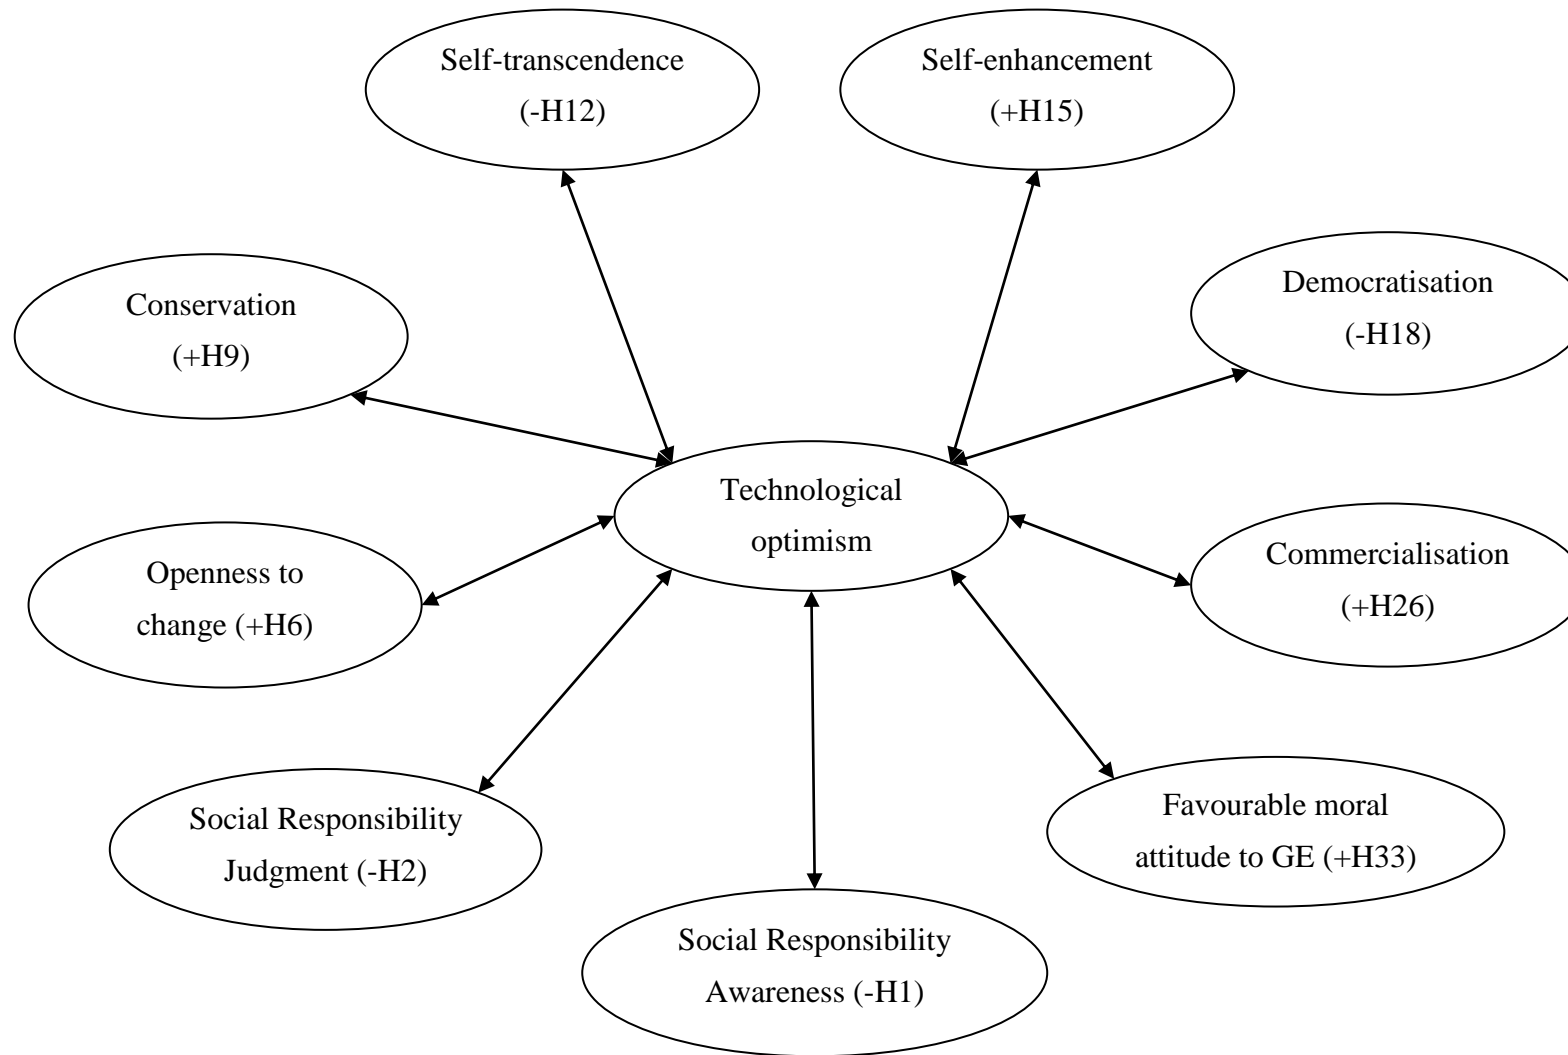 Self-transcendence
(-H12)
Self-enhancement
(+H15)
Conservation
(+H9)
Democratisation
(-H18)
Technological
optimism
Openness to
change (+H6)
Commercialisation
(+H26)
Social Responsibility
Judgment (-H2)
Favourable moral
attitude to GE (+H33)
Social Responsibility
Awareness (-H1)